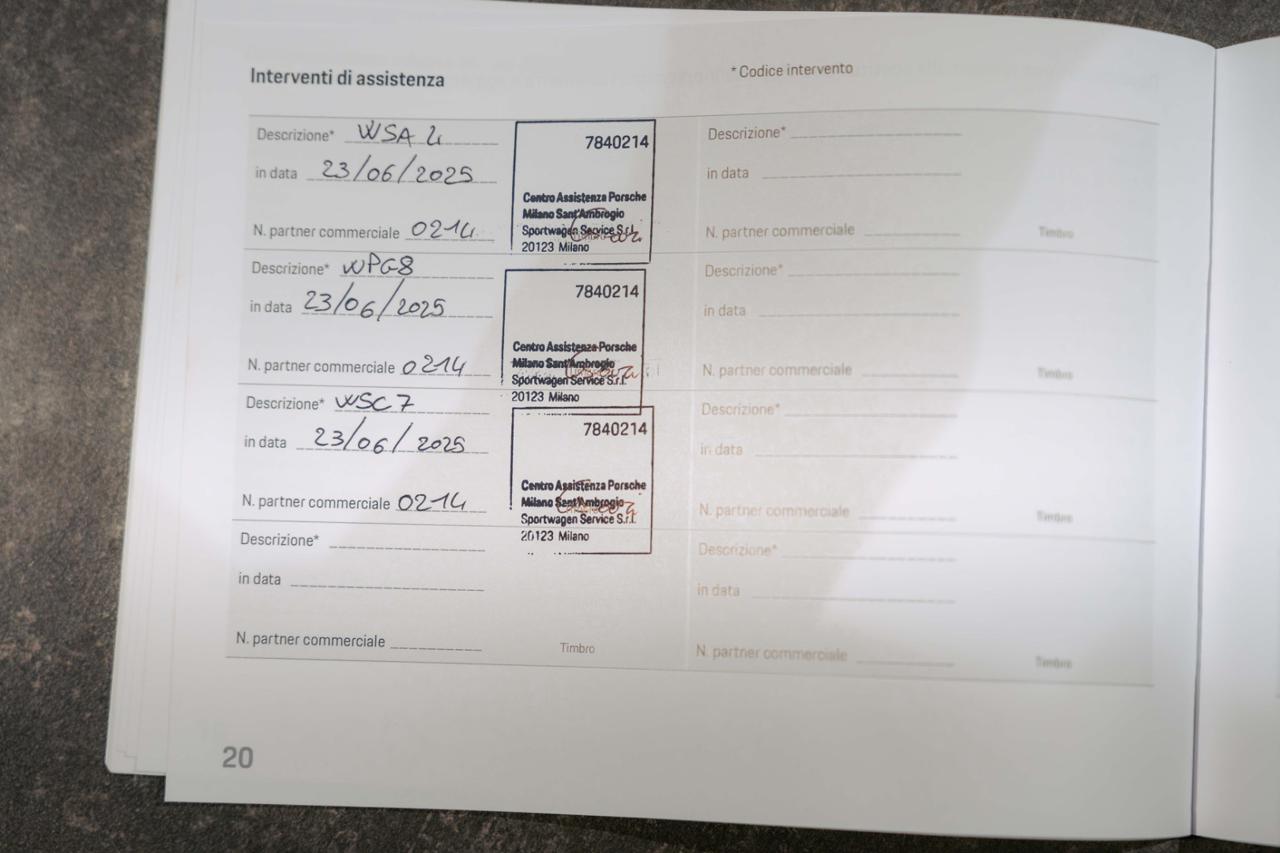 Interventi di assistenza
* Codice intervento
Descrizione* WSA 4
in data 23/06/2025
N. partner commerciale 0214
7840214
Centro Assistenza Porsche
Milano Sant'Ambrogio
Sportwagen Service S.r.l.
20123 Milano
Descrizione* WPG8
in data 23/06/2025
N. partner commerciale 0214
7840214
Centro Assistenza Porsche
Milano Sant'Ambrogio
Sportwagen Service S.r.l.
20123 Milano
Descrizione* WSC7
in data 23/06/2025
N. partner commerciale 0214
7840214
Centro Assistenza Porsche
Milano Sant'Ambrogio
Sportwagen Service S.r.l.
20123 Milano
Descrizione*
in data
N. partner commerciale
Timbro
Descrizione*
in data
N. partner commerciale
Timbro
Descrizione*
in data
N. partner commerciale
Timbro
Descrizione*
in data
N. partner commerciale
Timbro
Descrizione*
in data
N. partner commerciale
Timbro
20